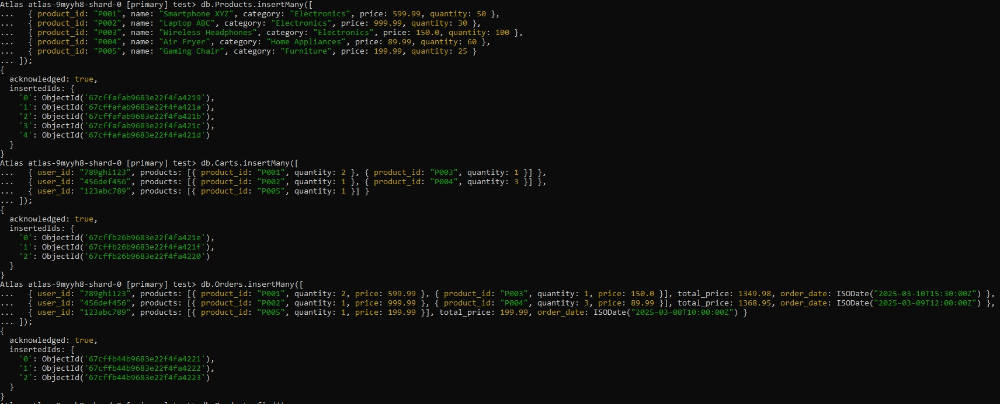 Atlas atlas-9myyh8-shard-0 [primary] test> db.Products.insertMany([
...   { product_id: "P001", name: "Smartphone XYZ", category: "Electronics", price: 599.99, quantity: 50 },
...   { product_id: "P002", name: "Laptop ABC", category: "Electronics", price: 999.99, quantity: 30 },
...   { product_id: "P003", name: "Wireless Headphones", category: "Electronics", price: 150.0, quantity: 100 },
...   { product_id: "P004", name: "Air Fryer", category: "Home Appliances", price: 89.99, quantity: 60 },
...   { product_id: "P005", name: "Gaming Chair", category: "Furniture", price: 199.99, quantity: 25 }
... ]);
{
  acknowledged: true,
  insertedIds: {
    '0': ObjectId('67cffafab9683e22f4fa4219'),
    '1': ObjectId('67cffafab9683e22f4fa421a'),
    '2': ObjectId('67cffafab9683e22f4fa421b'),
    '3': ObjectId('67cffafab9683e22f4fa421c'),
    '4': ObjectId('67cffafab9683e22f4fa421d')
  }
}
Atlas atlas-9myyh8-shard-0 [primary] test> db.Carts.insertMany([
...   { user_id: "789ghi123", products: [{ product_id: "P001", quantity: 2 }, { product_id: "P003", quantity: 1 }] },
...   { user_id: "456def456", products: [{ product_id: "P002", quantity: 1 }, { product_id: "P004", quantity: 3 }] },
...   { user_id: "123abc789", products: [{ product_id: "P005", quantity: 1 }] }
... ]);
{
  acknowledged: true,
  insertedIds: {
    '0': ObjectId('67cffb26b9683e22f4fa421e'),
    '1': ObjectId('67cffb26b9683e22f4fa421f'),
    '2': ObjectId('67cffb26b9683e22f4fa4220')
  }
}
Atlas atlas-9myyh8-shard-0 [primary] test> db.Orders.insertMany([
...   { user_id: "789ghi123", products: [{ product_id: "P001", quantity: 2, price: 599.99 }, { product_id: "P003", quantity: 1, price: 150.0 }], total_price: 1349.98, order_date: ISODate("2025-03-10T15:30:00Z") },
...   { user_id: "456def456", products: [{ product_id: "P002", quantity: 1, price: 999.99 }, { product_id: "P004", quantity: 3, price: 89.99 }], total_price: 1368.95, order_date: ISODate("2025-03-09T12:00:00Z") },
...   { user_id: "123abc789", products: [{ product_id: "P005", quantity: 1, price: 199.99 }], total_price: 199.99, order_date: ISODate("2025-03-08T10:00:00Z") }
... ]);
{
  acknowledged: true,
  insertedIds: {
    '0': ObjectId('67cffb44b9683e22f4fa4221'),
    '1': ObjectId('67cffb44b9683e22f4fa4222'),
    '2': ObjectId('67cffb44b9683e22f4fa4223')
  }
}